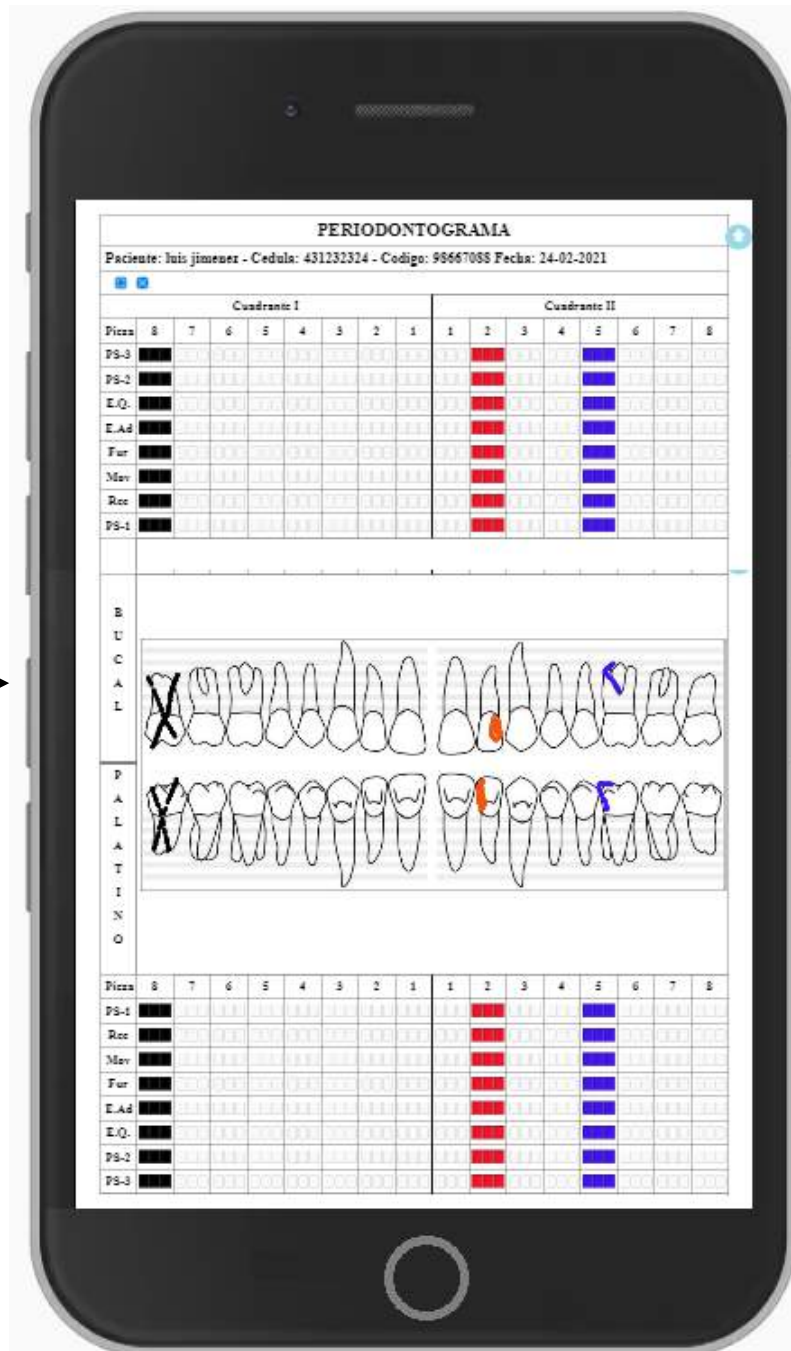 PERIODONTOGRAMA
Paciente: luis jimenez - Cedula: 431232324 - Codigo: 98667088 Fecha: 24-02-2021
Cuadrante I Cuadrante II
Pieza 8 7 6 5 4 3 2 1 1 2 3 4 5 6 7 8
PS-3
PS-2
E.Q.
E.Ad
Fur
Mov
Rec
PS-1
BUCAL
PALATINO
Pieza 8 7 6 5 4 3 2 1 1 2 3 4 5 6 7 8
PS-1
Rec
Mov
Fur
E.Ad
E.Q.
PS-2
PS-3